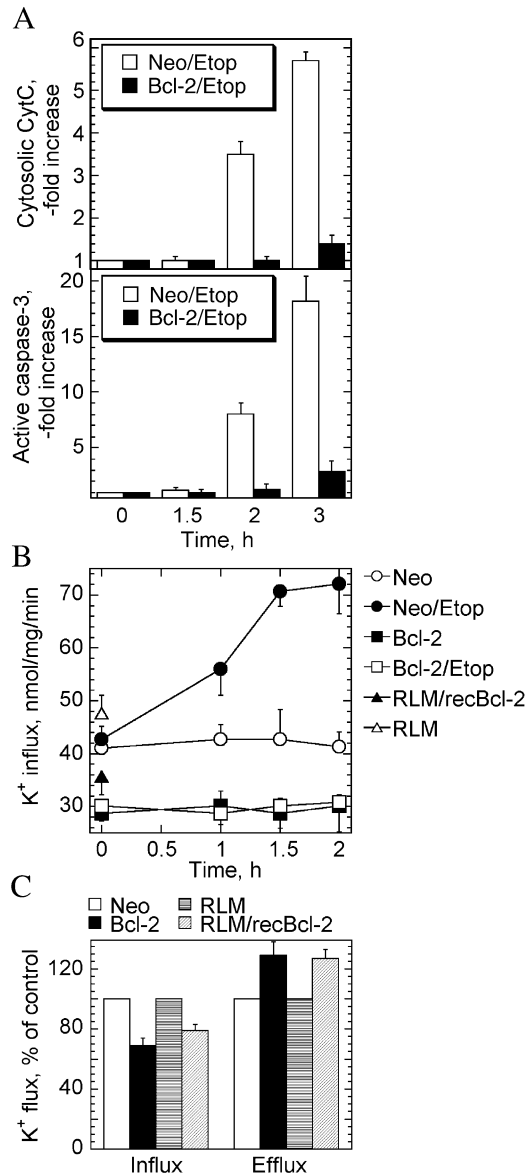 A
Cytosolic CytC,
-fold increase
6
5
4
3
2
1
Neo/Etop
Bcl-2/Etop
Active caspase-3,
-fold increase
20
15
10
5
Neo/Etop
Bcl-2/Etop
0 1.5 2 3
Time, h
B
K+ influx, nmol/mg/min
70
60
50
40
30
0 0.5 1 1.5 2
Time, h
Neo
Neo/Etop
Bcl-2
Bcl-2/Etop
RLM/recBcl-2
RLM
C
Neo RLM
Bcl-2 RLM/recBcl-2
K+ flux, % of control
120
80
40
0
Influx Efflux